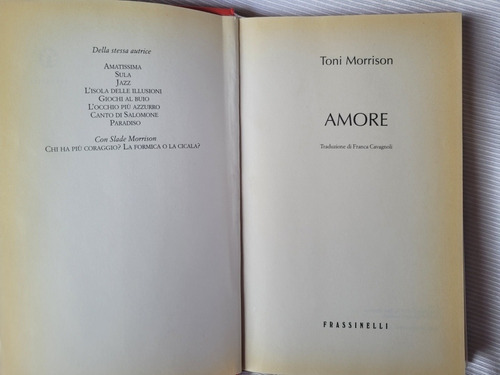 Della stessa autrice
AMATISSIMA
SULA
JAZZ
L'ISOLA DELLE ILLUSIONI
GIOCHI AL BUIO
L'OCCHIO PIÙ AZZURRO
CANTO DI SALOMONE
PARADISO
Con Slade Morrison
CHI HA PIÙ CORAGGIO? LA FORMICA O LA CICALA?
Toni Morrison
AMORE
Traduzione di Franca Cavagnoli
FRASSINELLI